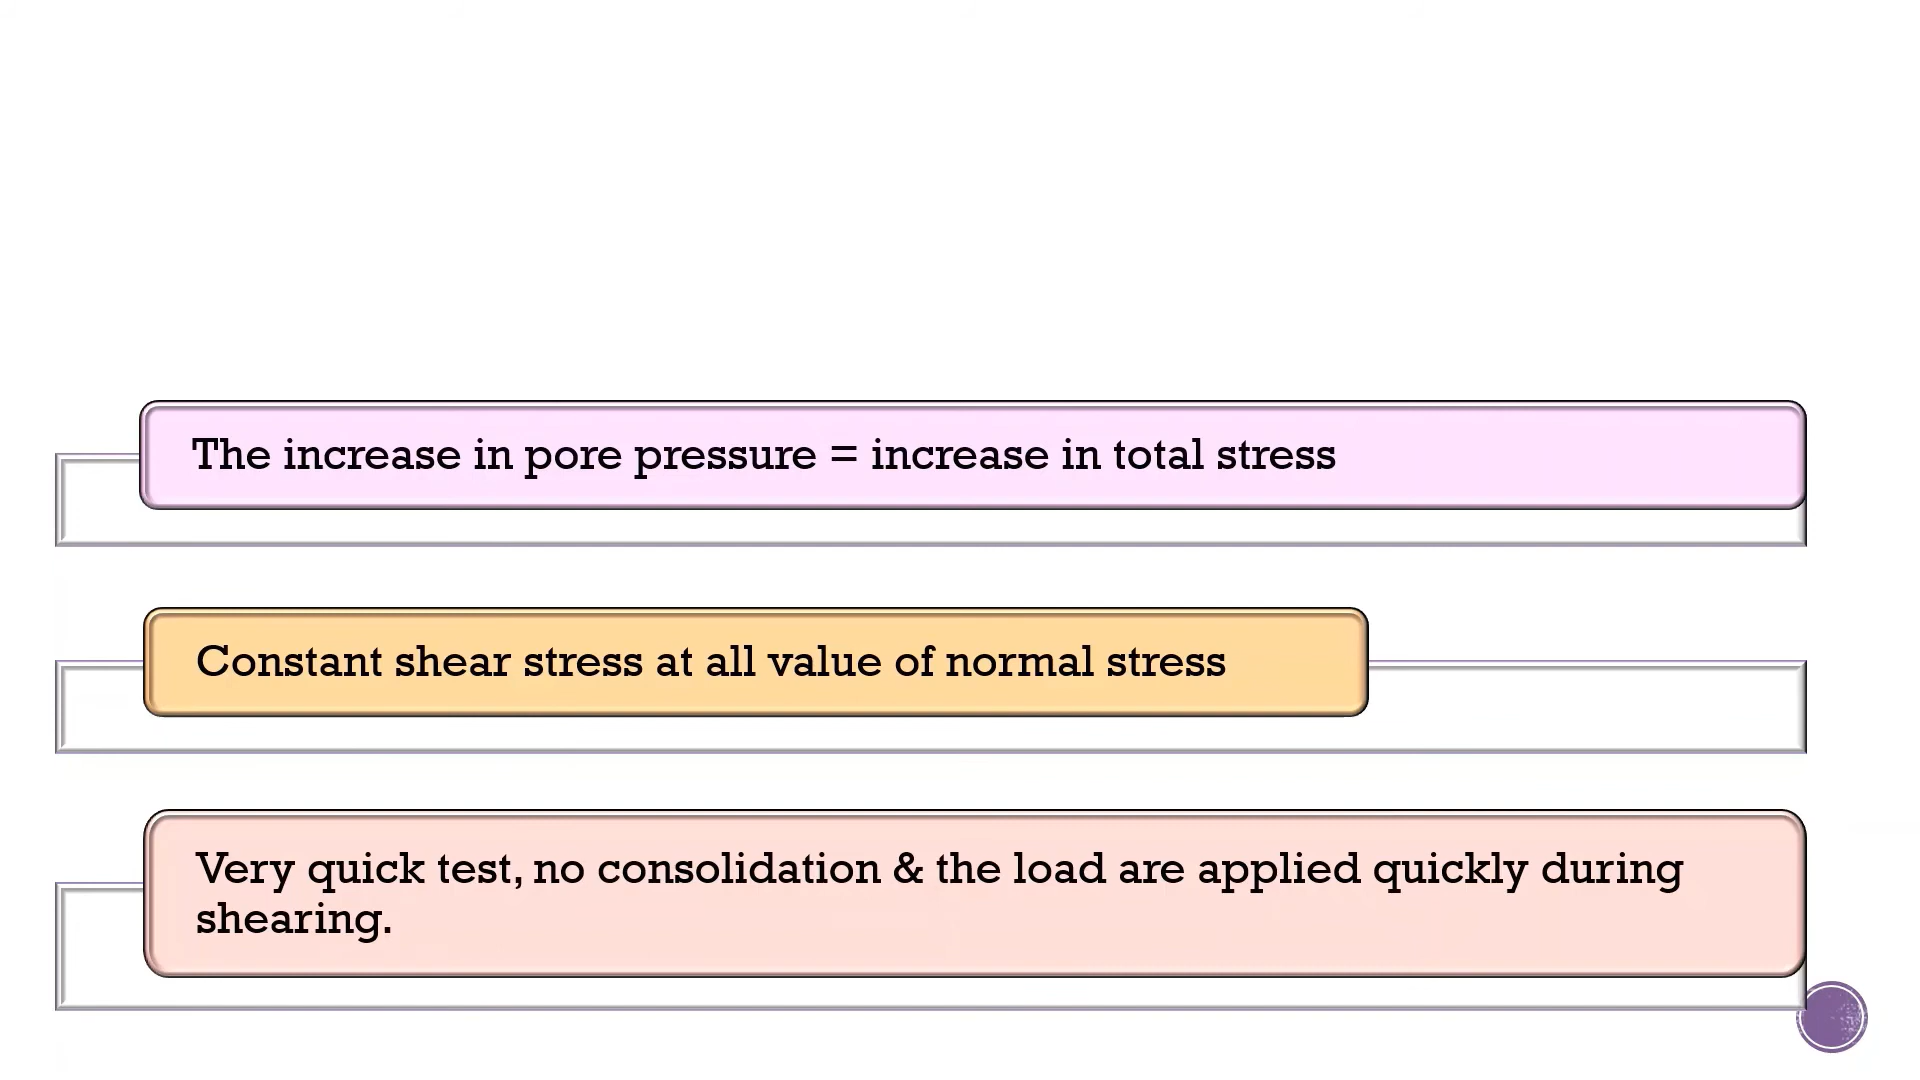 The increase in pore pressure = increase in total stress
Constant shear stress at all value of normal stress
Very quick test, no consolidation & the load are applied quickly during
shearing.